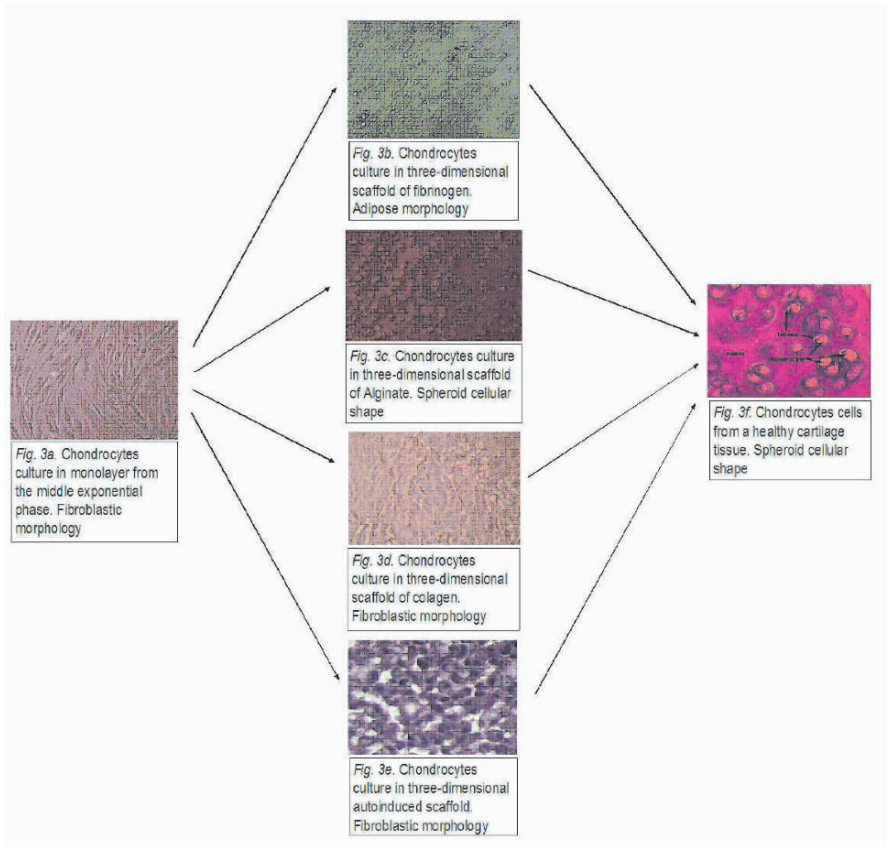 Fig. 3b. Chondrocytes
culture in three-dimensional
scaffold of fibrinogen.
Adipose morphology
Fig. 3c. Chondrocytes culture
in three-dimensional scaffold
of Alginate. Spheroid cellular
shape
Fig. 3a. Chondrocytes
culture in monolayer from
the middle exponential
phase. Fibroblastic
morphology
Fig. 3f. Chondrocytes cells
from a healthy cartilage
tissue. Spheroid cellular
shape
Fig. 3d. Chondrocytes
culture in three-dimensional
scaffold of colagen.
Fibroblastic morphology
Fig. 3e. Chondrocytes
culture in three-dimensional
autoinduced scaffold.
Fibroblastic morphology